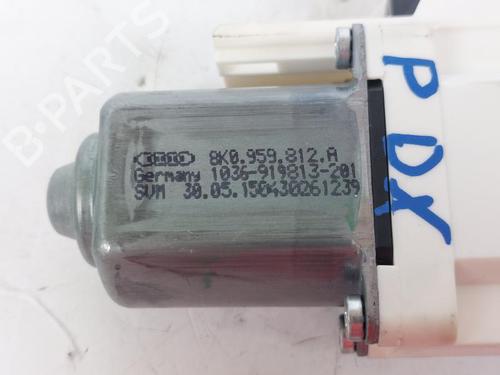 8K0.959.812.A
Germany 1036-919813-201
SVM 30.05.150430261239
P
DX
B-PARTS